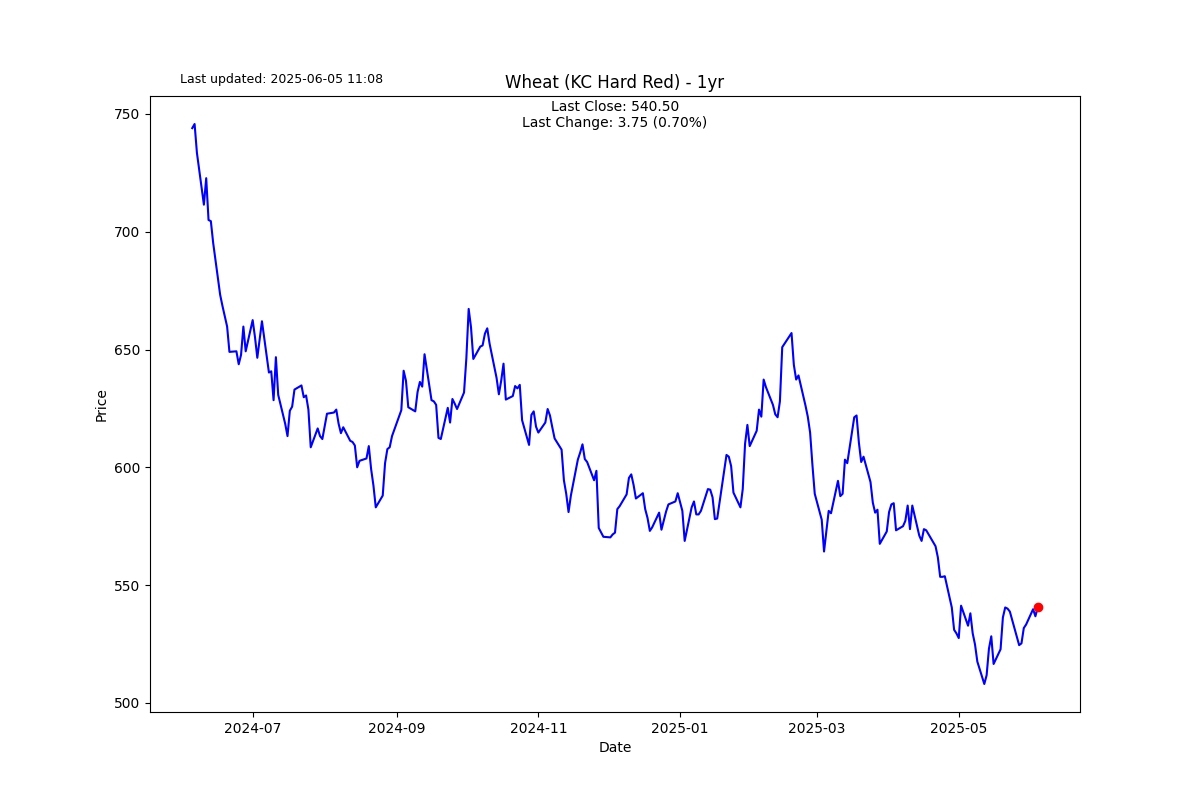 Last updated: 2025-06-05 11:08
Wheat (KC Hard Red) - 1yr
Last Close: 540.50
Last Change: 3.75 (0.70%)
750
700
650
600
550
500
Price
2024-07
2024-09
2024-11
2025-01
2025-03
2025-05
Date